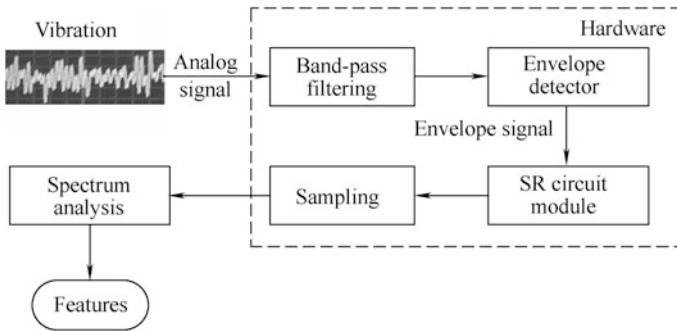 Vibration
Hardware
Analog
signal
Band-pass
filtering
Envelope
detector
Envelope signal
Spectrum
analysis
Sampling
SR circuit
module
Features